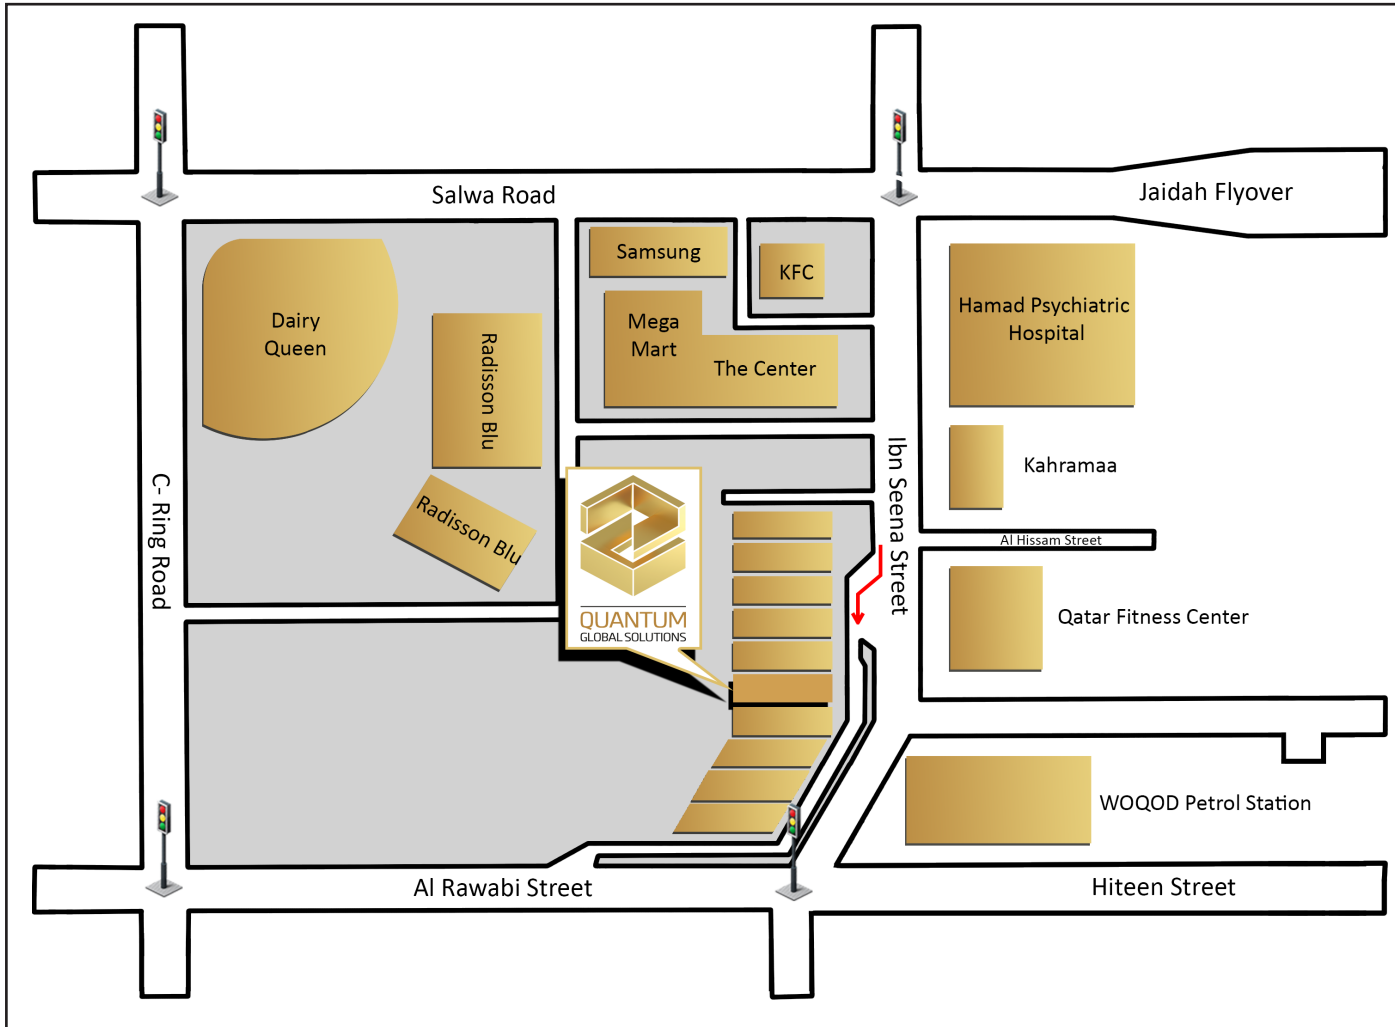 Salwa Road
Jaidah Flyover
Samsung
KFC
Dairy
Queen
Mega
Mart
The Center
Radisson Blu
Hamad Psychiatric
Hospital
Radisson Blu
Kahramaa
C- Ring Road
Ibn Seena Street
Al Hissam Street
QUANTUM
GLOBAL SOLUTIONS
Qatar Fitness Center
WOQOD Petrol Station
Al Rawabi Street
Hiteen Street